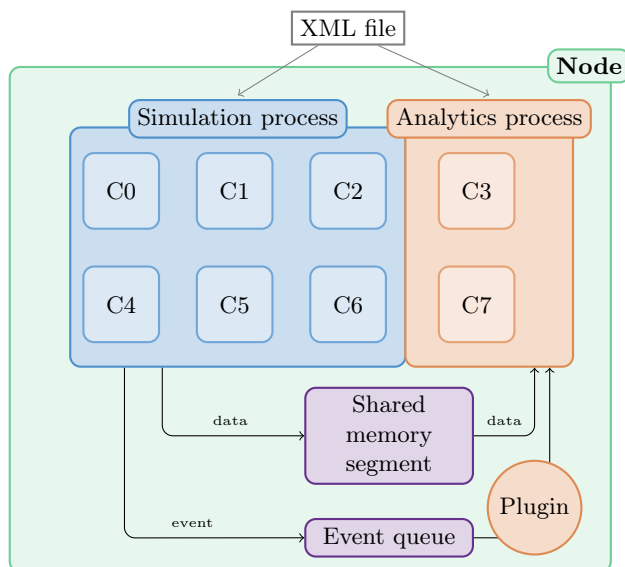 XML file
Node
Simulation process
Analytics process
C0
C1
C2
C3
C4
C5
C6
C7
data
Shared
memory
segment
data
event
Event queue
Plugin